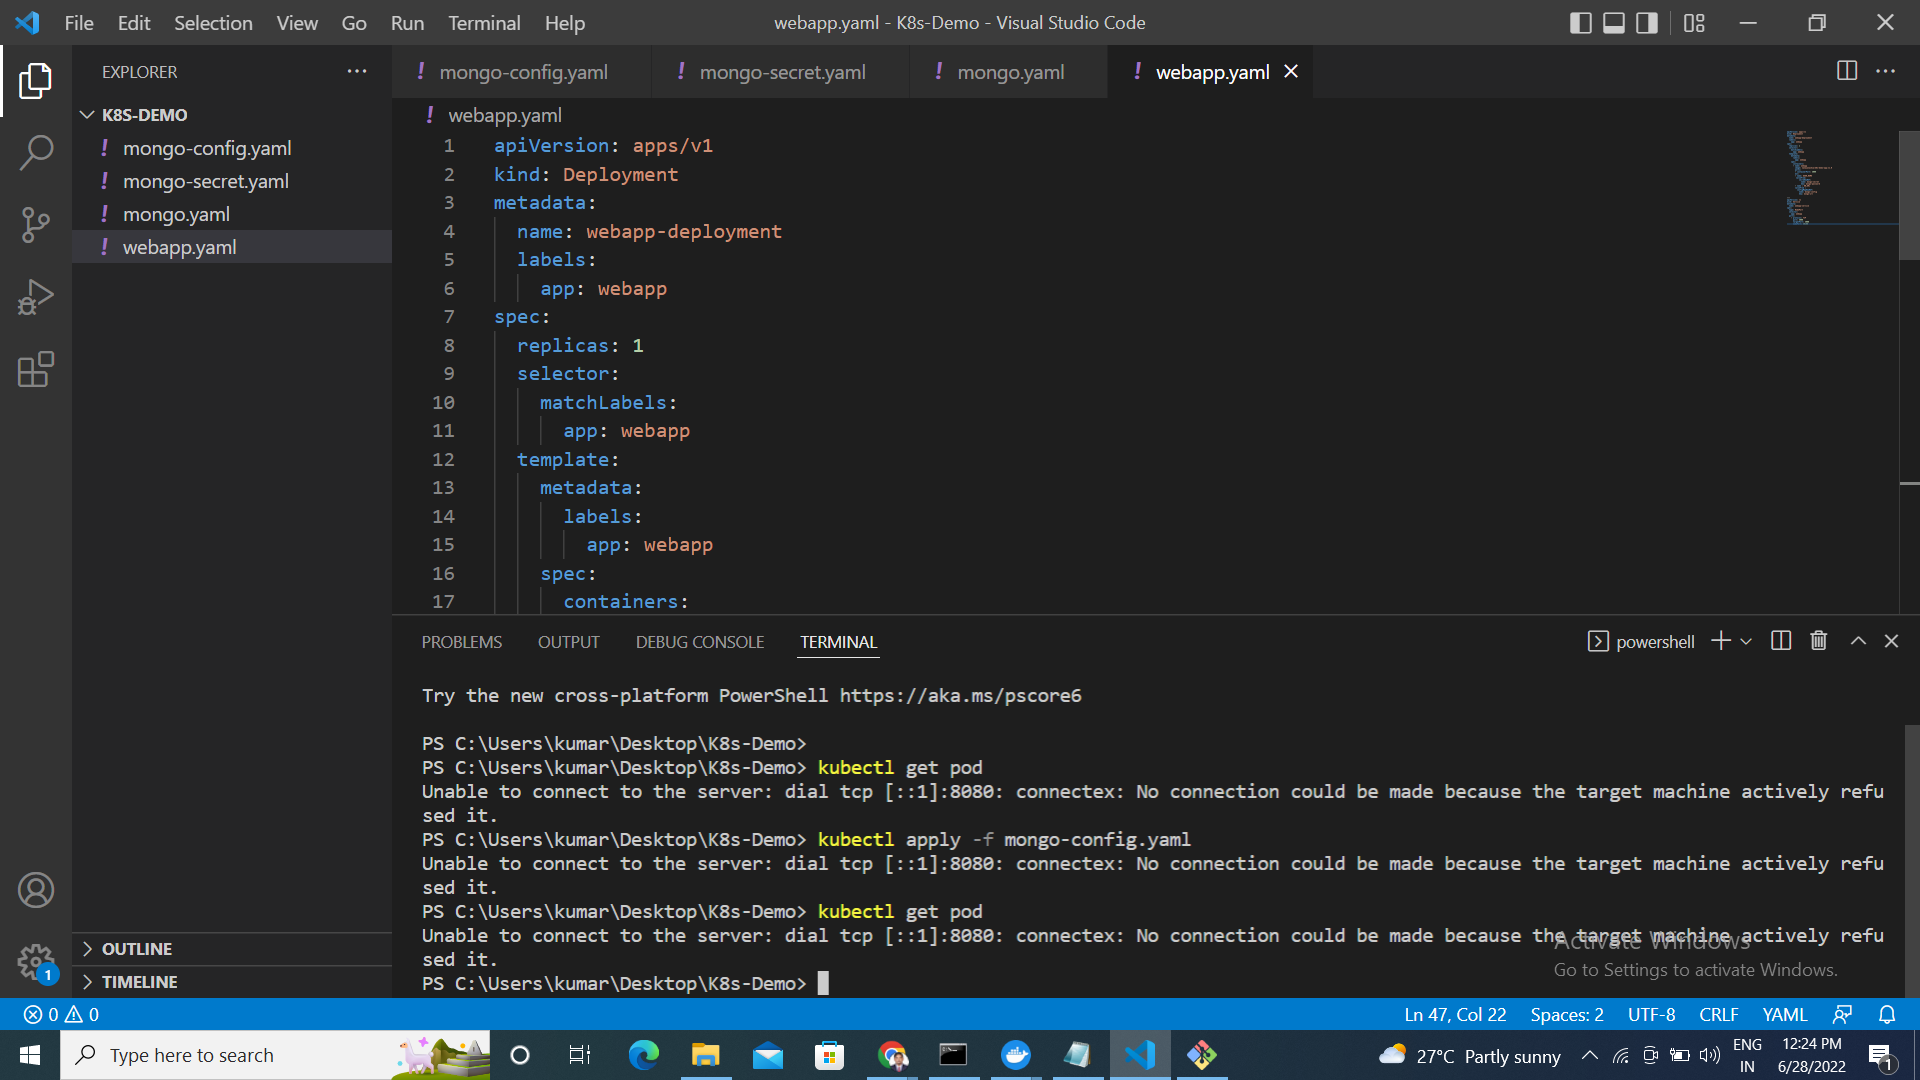 File Edit Selection View Go Run Terminal Help
webapp.yaml - K8s-Demo - Visual Studio Code
EXPLORER
K8S-DEMO
! mongo-config.yaml
! mongo-secret.yaml
! mongo.yaml
! webapp.yaml
OUTLINE
TIMELINE
! mongo-config.yaml ! mongo-secret.yaml ! mongo.yaml ! webapp.yaml
! webapp.yaml
1 apiVersion: apps/v1
2 kind: Deployment
3 metadata:
4 name: webapp-deployment
5 labels:
6 app: webapp
7 spec:
8 replicas: 1
9 selector:
10 matchLabels:
11 app: webapp
12 template:
13 metadata:
14 labels:
15 app: webapp
16 spec:
17 containers:
PROBLEMS OUTPUT DEBUG CONSOLE TERMINAL
powershell
Try the new cross-platform PowerShell https://aka.ms/pscore6
PS C:\Users\kumar\Desktop\K8s-Demo>
PS C:\Users\kumar\Desktop\K8s-Demo> kubectl get pod
Unable to connect to the server: dial tcp [::1]:8080: connectex: No connection could be made because the target machine actively refu
sed it.
PS C:\Users\kumar\Desktop\K8s-Demo> kubectl apply -f mongo-config.yaml
Unable to connect to the server: dial tcp [::1]:8080: connectex: No connection could be made because the target machine actively refu
sed it.
PS C:\Users\kumar\Desktop\K8s-Demo> kubectl get pod
Unable to connect to the server: dial tcp [::1]:8080: connectex: No connection could be made because the target machine actively refu
sed it.
PS C:\Users\kumar\Desktop\K8s-Demo>
Activate Windows
Go to Settings to activate Windows.
1
0 0
Ln 47, Col 22 Spaces: 2 UTF-8 CRLF YAML
Type here to search
27°C Partly sunny
ENG
IN
12:24 PM
6/28/2022
1